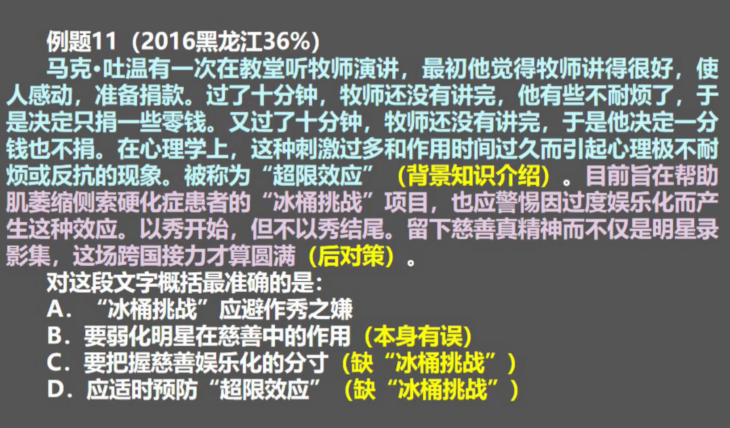 例题11（2016黑龙江36%）
马克·吐温有一次在教堂听牧师演讲，最初他觉得牧师讲得很好，使
人感动，准备捐款。过了十分钟，牧师还没有讲完，他有些不耐烦了，于
是决定只捐一些零钱。又过了十分钟，牧师还没有讲完，于是他决定一分
钱也不捐。在心理学上，这种刺激过多和作用时间过久而引起心理极不耐
烦或反抗的现象。被称为“超限效应”（背景知识介绍）。目前旨在帮助
肌萎缩侧索硬化症患者的“冰桶挑战”项目，也应警惕因过度娱乐化而产
生这种效应。以秀开始，但不以秀结尾。留下慈善真精神而不仅是明星录
影集，这场跨国接力才算圆满（后对策）。
对这段文字概括最准确的是：
A．“冰桶挑战”应避作秀之嫌
B．要弱化明星在慈善中的作用（本身有误）
C．要把握慈善娱乐化的分寸（缺“冰桶挑战”）
D．应适时预防“超限效应”（缺“冰桶挑战”）